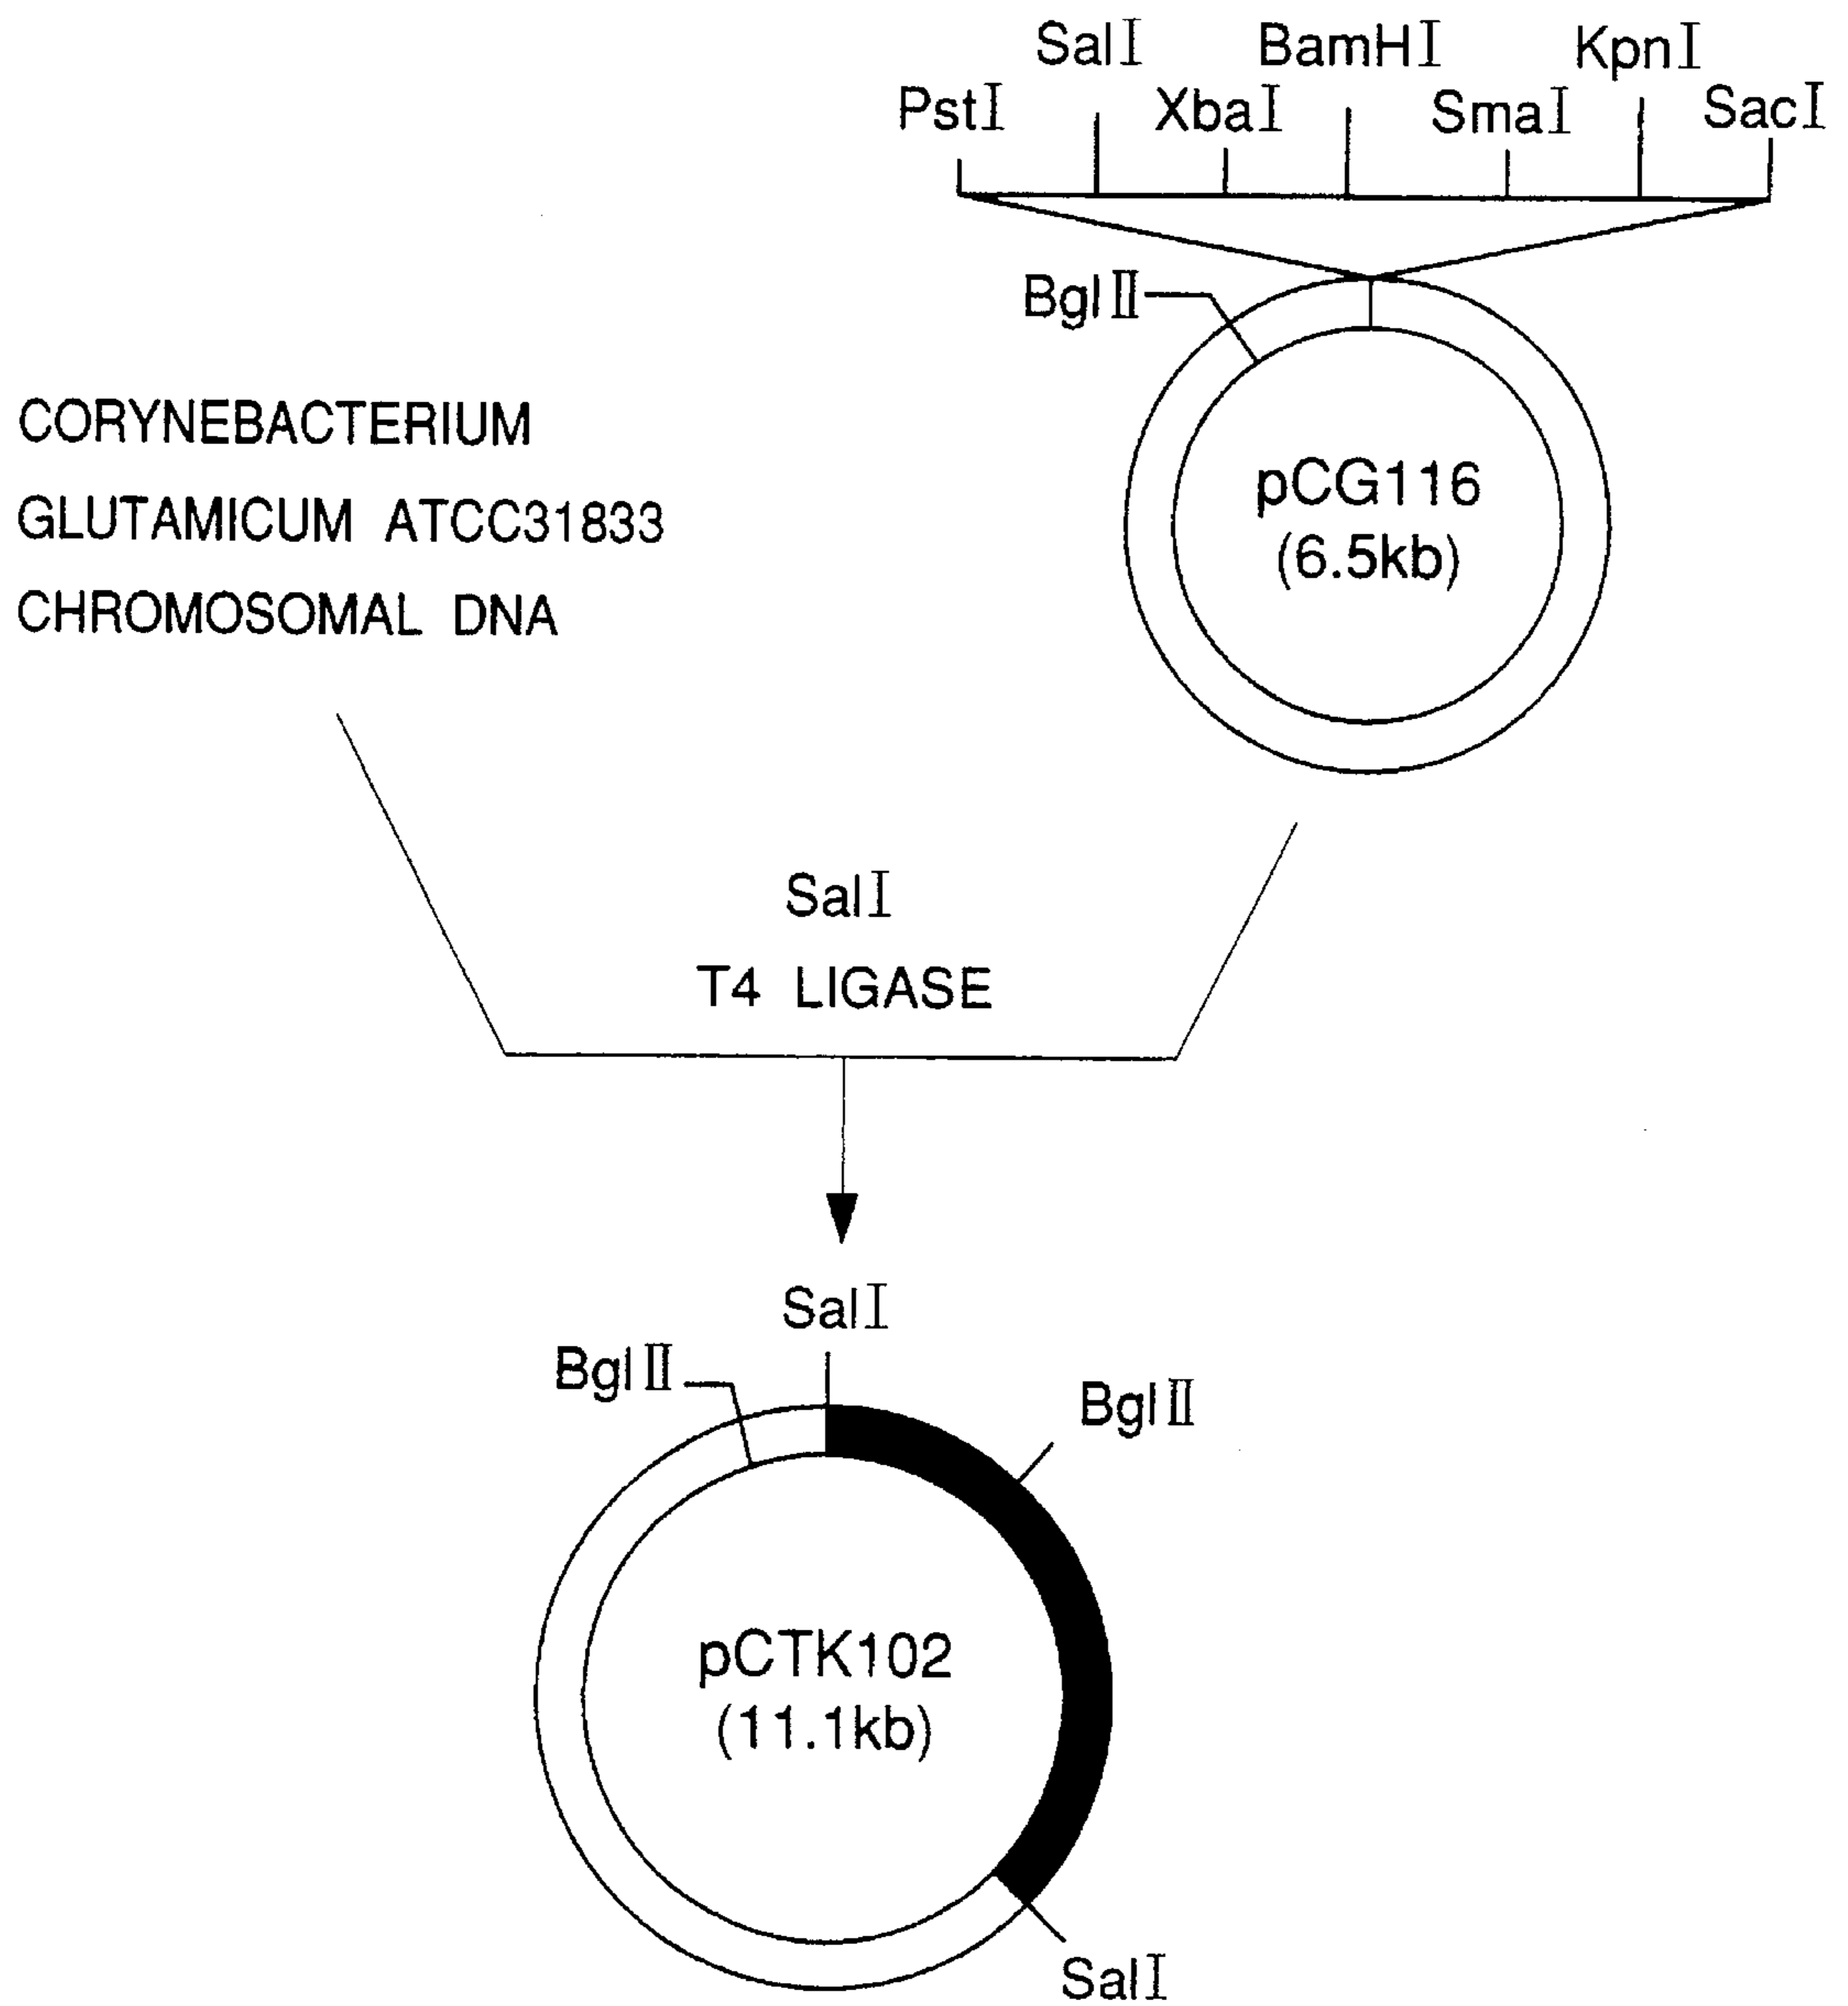 SalⅠ BamHⅠ KpnⅠ
PstⅠ XbaⅠ SmaⅠ SacⅠ
BglⅡ
CORYNEBACTERIUM
GLUTAMICUM ATCC31833
CHROMOSOMAL DNA
pCG116
(6.5kb)
SalⅠ
T4 LIGASE
SalⅠ
BglⅡ
BglⅡ
pCTK102
(11.1kb)
SalⅠ